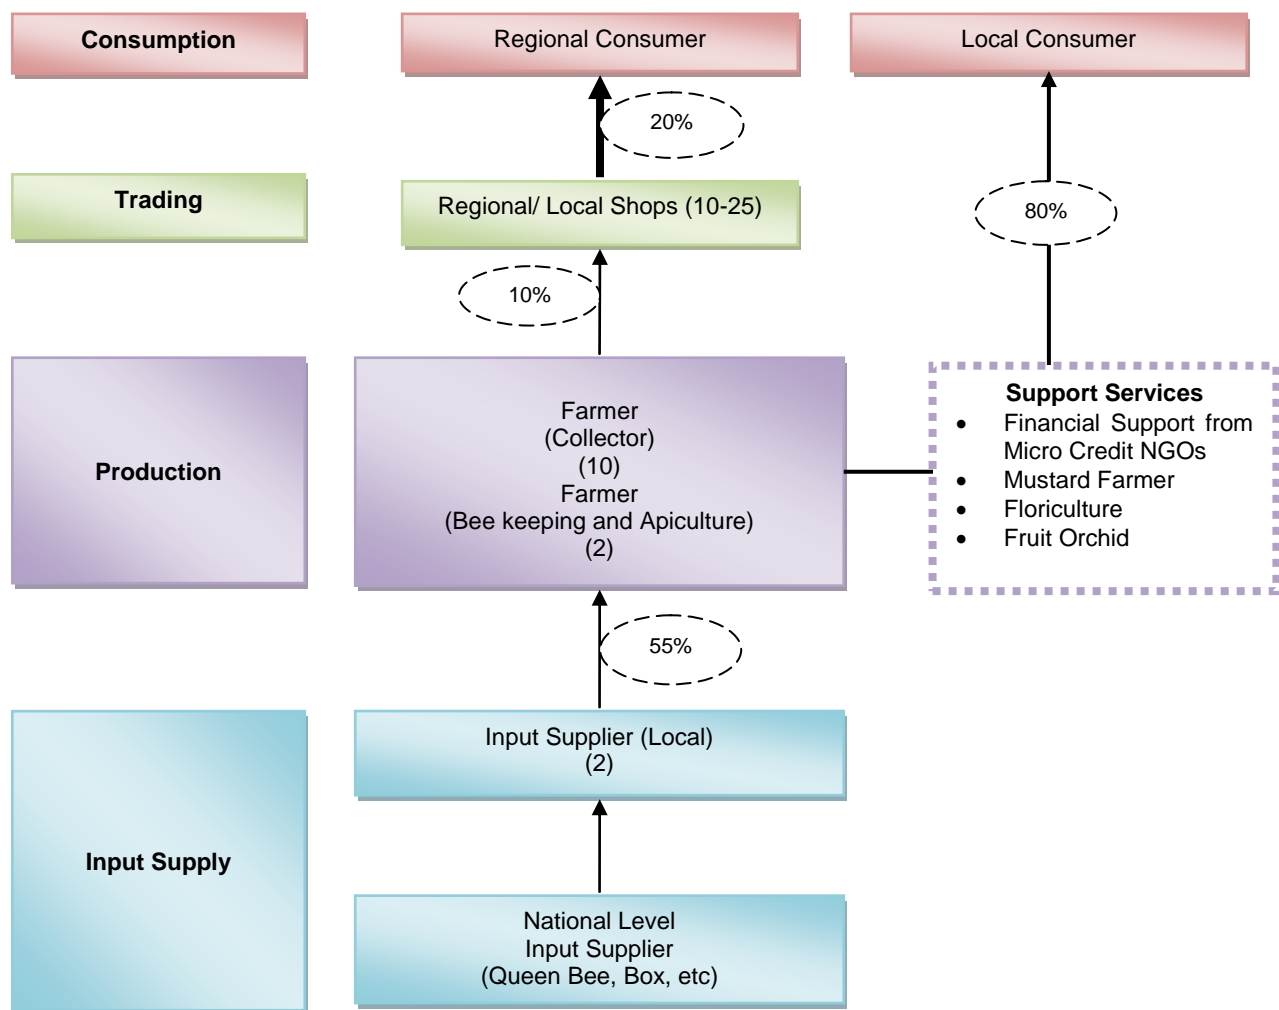 Consumption
Regional Consumer
Local Consumer
20%
Trading
Regional/ Local Shops (10-25)
80%
10%
Production
Farmer
(Collector)
(10)
Farmer
(Bee keeping and Apiculture)
(2)
Support Services
• Financial Support from
Micro Credit NGOs
• Mustard Farmer
• Floriculture
• Fruit Orchid
55%
Input Supply
Input Supplier (Local)
(2)
National Level
Input Supplier
(Queen Bee, Box, etc)